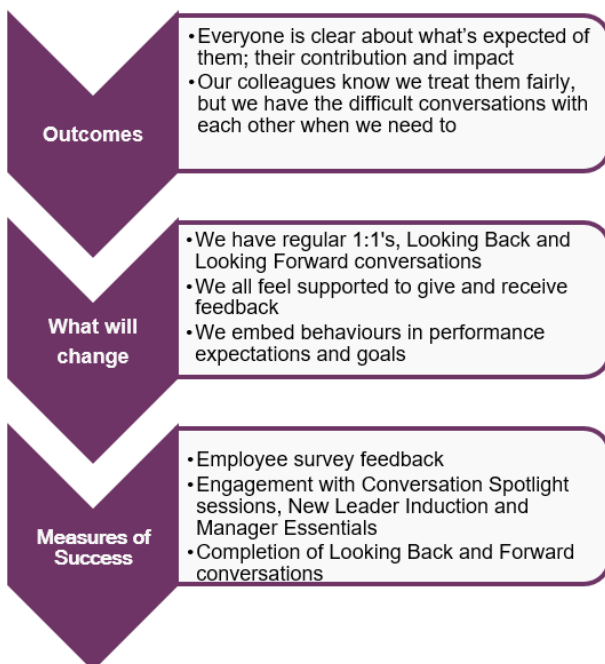 Outcomes
•Everyone is clear about what's expected of
them; their contribution and impact
•Our colleagues know we treat them fairly,
but we have the difficult conversations with
each other when we need to
What will
change
•We have regular 1:1's, Looking Back and
Looking Forward conversations
•We all feel supported to give and receive
feedback
•We embed behaviours in performance
expectations and goals
Measures of
Success
•Employee survey feedback
•Engagement with Conversation Spotlight
sessions, New Leader Induction and
Manager Essentials
•Completion of Looking Back and Forward
conversations